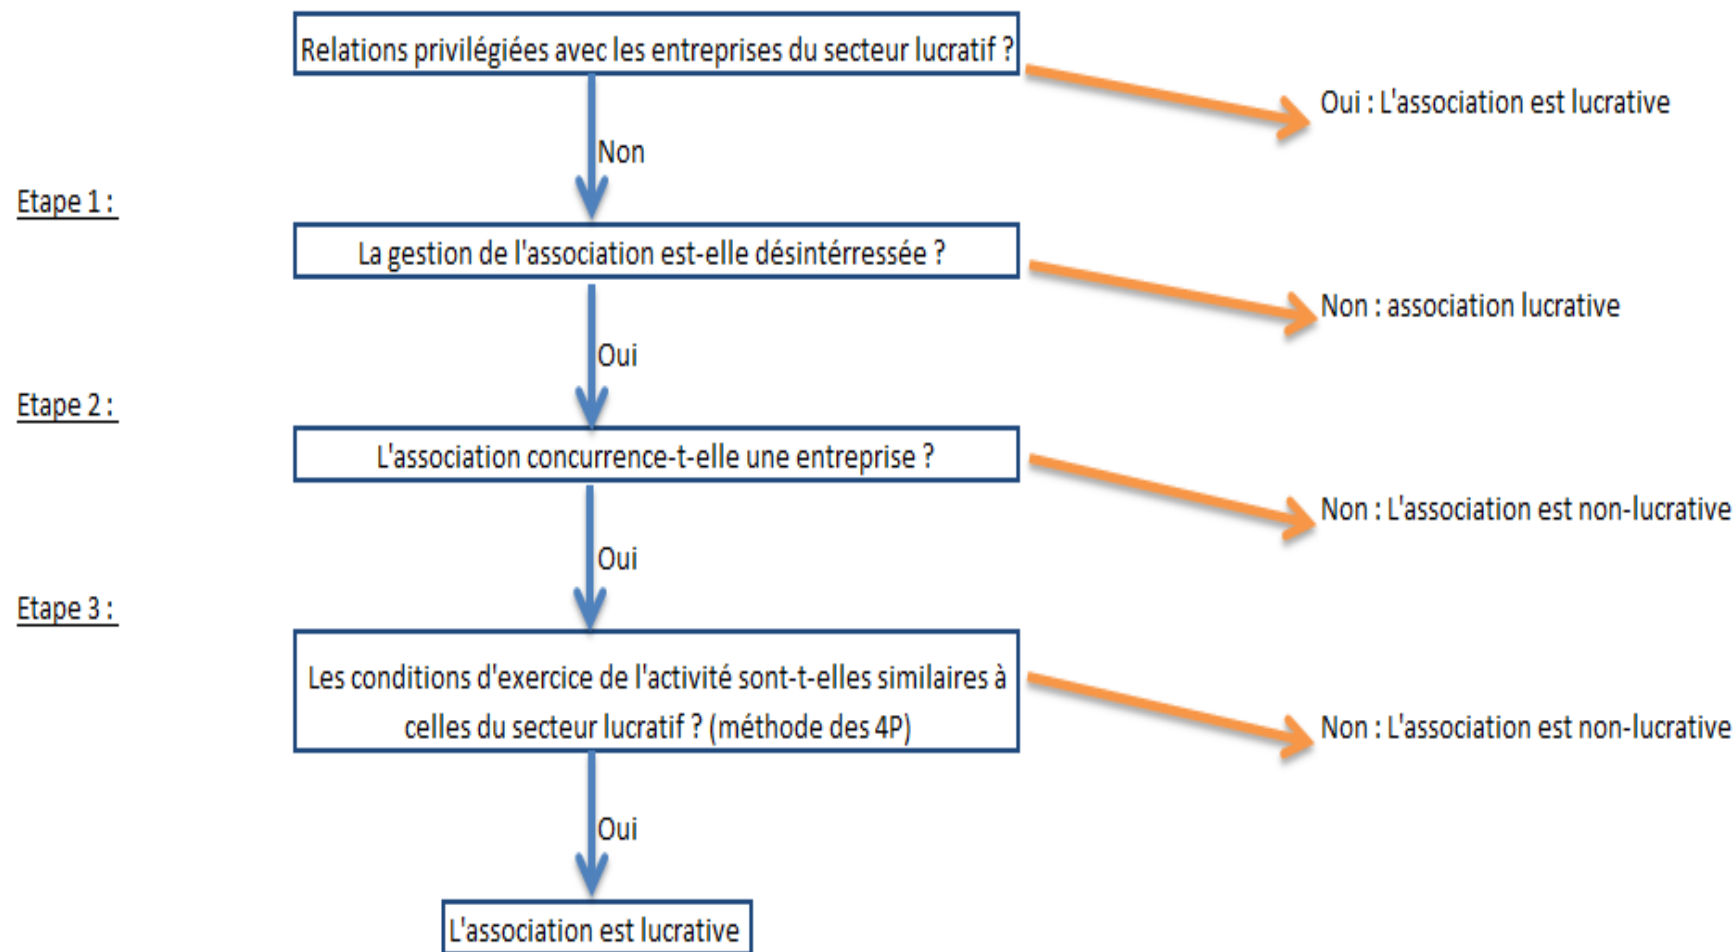 Relations privilégiées avec les entreprises du secteur lucratif ?
Oui : L'association est lucrative
Non
Etape 1 :
La gestion de l'association est-elle désintérressée ?
Non : association lucrative
Oui
Etape 2 :
L'association concurrence-t-elle une entreprise ?
Non : L'association est non-lucrative
Oui
Etape 3 :
Les conditions d'exercice de l'activité sont-t-elles similaires à
celles du secteur lucratif ? (méthode des 4P)
Non : L'association est non-lucrative
Oui
L'association est lucrative